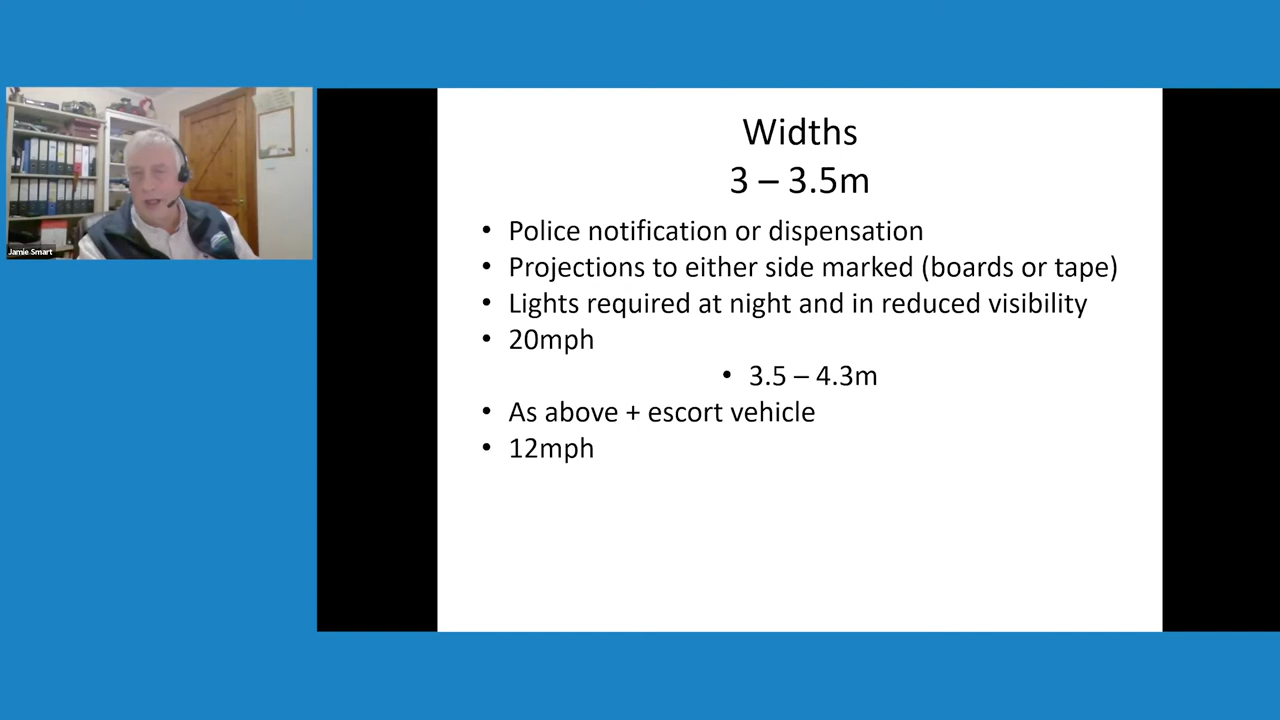 Jamie Smart
Widths
3 – 3.5m
• Police notification or dispensation
• Projections to either side marked (boards or tape)
• Lights required at night and in reduced visibility
• 20mph
• 3.5 – 4.3m
• As above + escort vehicle
• 12mph